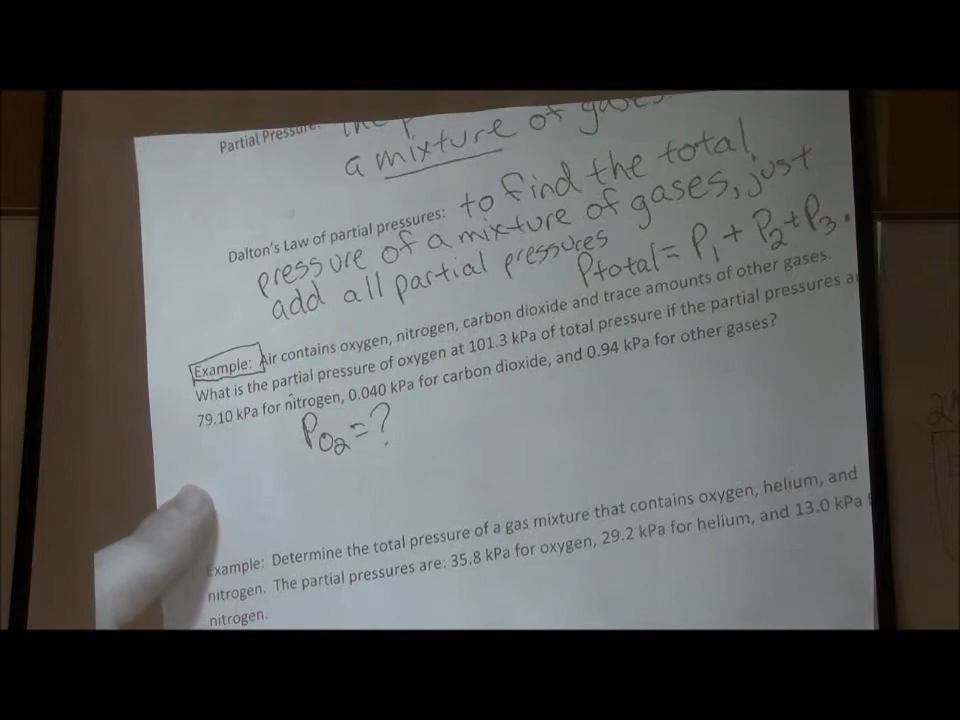 Partial Pressure: the p
a mixture of gases.
Dalton's Law of partial pressures: to find the total
pressure of a mixture of gases, just
add all partial pressures
Ptotal = P1 + P2 + P3.
Example: Air contains oxygen, nitrogen, carbon dioxide and trace amounts of other gases.
What is the partial pressure of oxygen at 101.3 kPa of total pressure if the partial pressures a
79.10 kPa for nitrogen, 0.040 kPa for carbon dioxide, and 0.94 kPa for other gases?
PO2 = ?
Example: Determine the total pressure of a gas mixture that contains oxygen, helium, and
nitrogen. The partial pressures are: 35.8 kPa for oxygen, 29.2 kPa for helium, and 13.0 kPa
nitrogen.